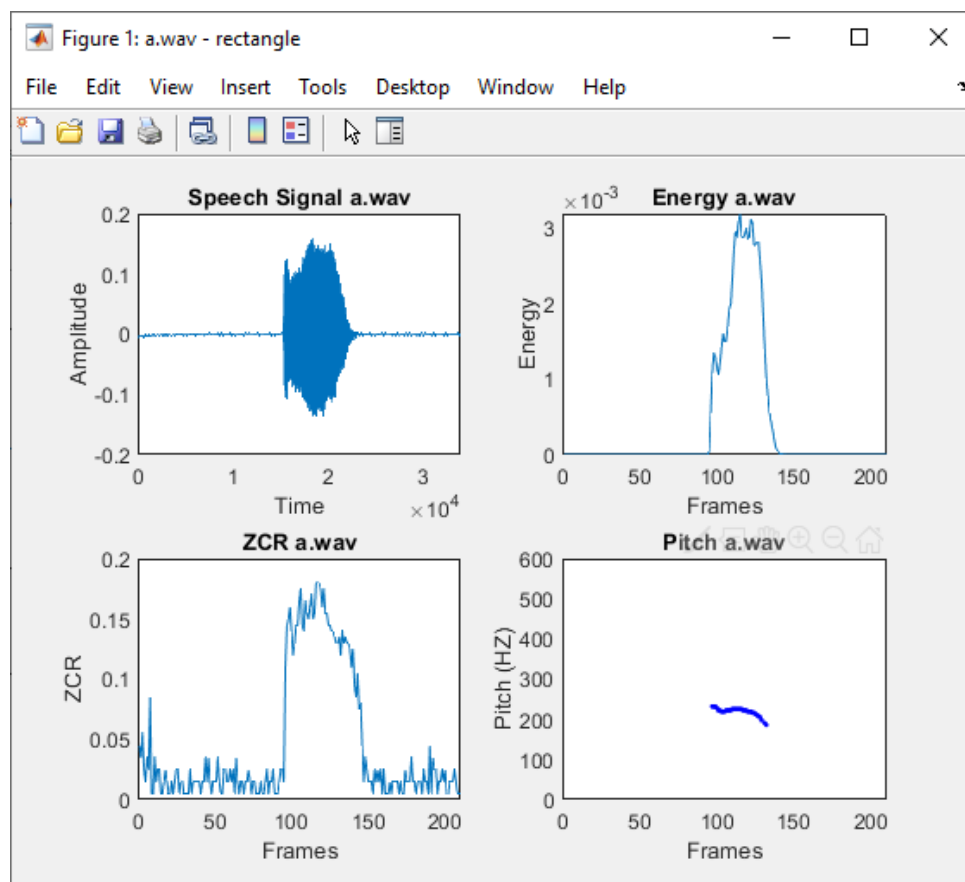 Figure 1: a.wav - rectangle
File Edit View Insert Tools Desktop Window Help
Speech Signal a.wav
0.2
0.1
0
-0.1
-0.2
Amplitude
0 1 2 3
Time
×10^4
×10^-3
Energy a.wav
3
2
1
0
Energy
0 50 100 150 200
Frames
ZCR a.wav
0.2
0.15
0.1
0.05
0
ZCR
0 50 100 150 200
Frames
Pitch a.wav
600
500
400
300
200
100
0
Pitch (HZ)
0 50 100 150 200
Frames